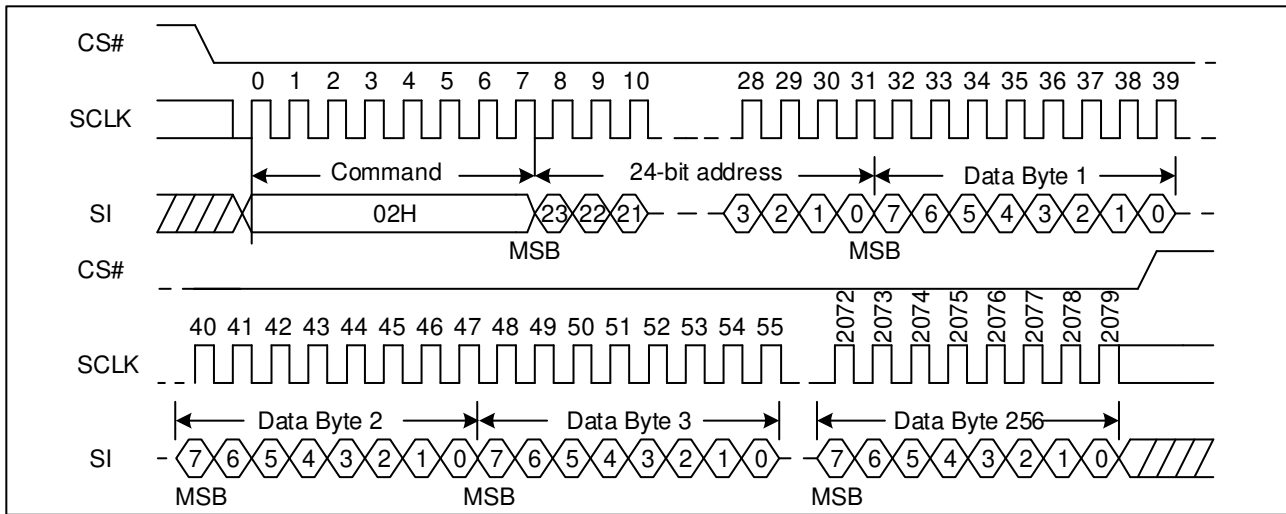 CS#
0 1 2 3 4 5 6 7 8 9 10 28 29 30 31 32 33 34 35 36 37 38 39
SCLK
Command 24-bit address Data Byte 1
SI 02H 23 22 21 3 2 1 0 7 6 5 4 3 2 1 0
MSB MSB
CS#
40 41 42 43 44 45 46 47 48 49 50 51 52 53 54 55 2072 2073 2074 2075 2076 2077 2078 2079
SCLK
Data Byte 2 Data Byte 3 Data Byte 256
SI 7 6 5 4 3 2 1 0 7 6 5 4 3 2 1 0 7 6 5 4 3 2 1 0
MSB MSB MSB